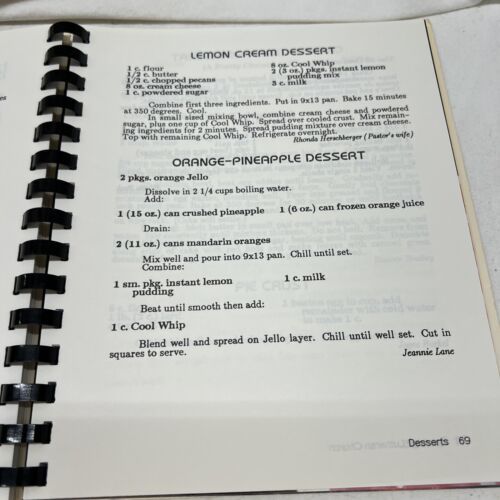 LEMON CREAM DESSERT
1 c. flour
1/2 c. butter
1/2 c. chopped pecans
8 oz. cream cheese
1 c. powdered sugar
8 oz. Cool Whip
2 (3 oz.) pkgs. instant lemon
pudding mix
3 c. milk
Combine first three ingredients. Put in 9x13 pan. Bake 15 minutes
at 350 degrees. Cool.
In small sized mixing bowl, combine cream cheese and powdered
sugar, plus one cup of Cool Whip. Spread over cooled crust. Mix remain-
ing ingredients for 2 minutes. Spread pudding mixture over cream cheese.
Top with remaining Cool Whip. Refrigerate overnight.
Rhonda Herschberger (Pastor's wife)
ORANGE-PINEAPPLE DESSERT
2 pkgs. orange Jello
Dissolve in 2 1/4 cups boiling water.
Add:
1 (15 oz.) can crushed pineapple 1 (6 oz.) can frozen orange juice
Drain:
2 (11 oz.) cans mandarin oranges
Mix well and pour into 9x13 pan. Chill until set.
Combine:
1 sm. pkg. instant lemon
pudding
1 c. milk
Beat until smooth then add:
1 c. Cool Whip
Blend well and spread on Jello layer. Chill until well set. Cut in
squares to serve.
Jeannie Lane
Desserts 69